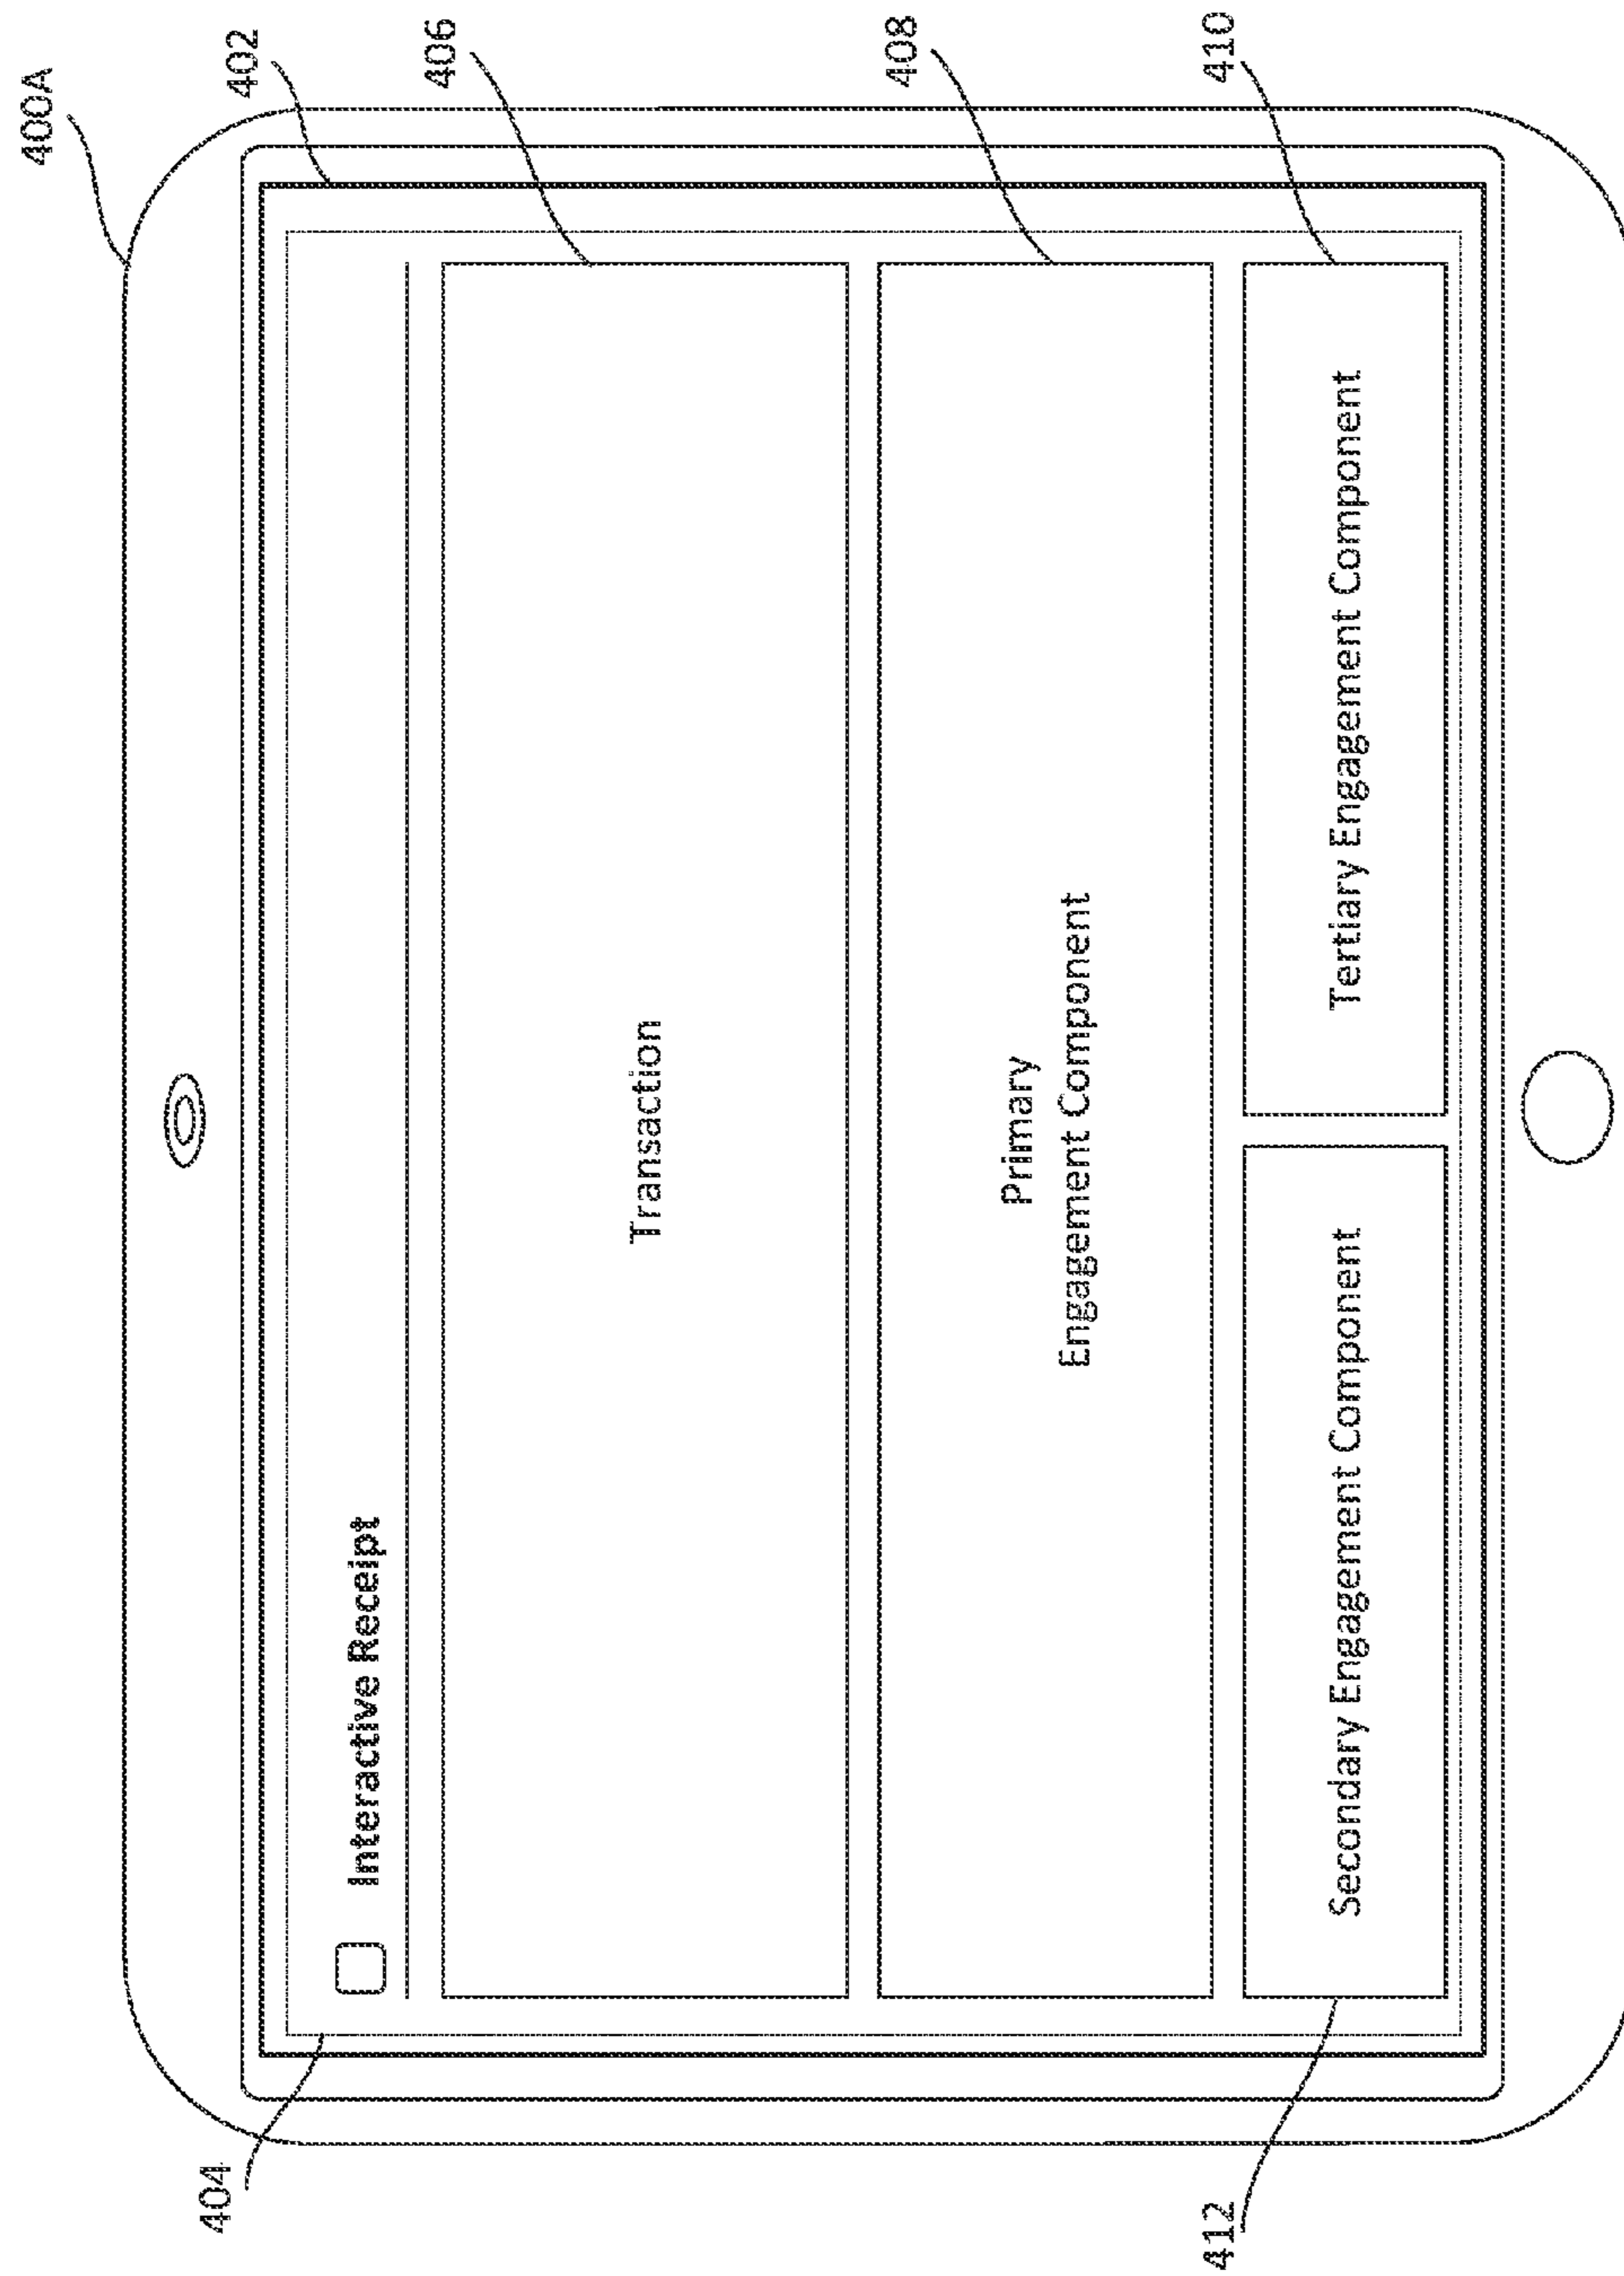 400A
402
404
Interactive Receipt
406
Transaction
408
Primary
Engagement Component
412
Secondary Engagement Component
410
Tertiary Engagement Component